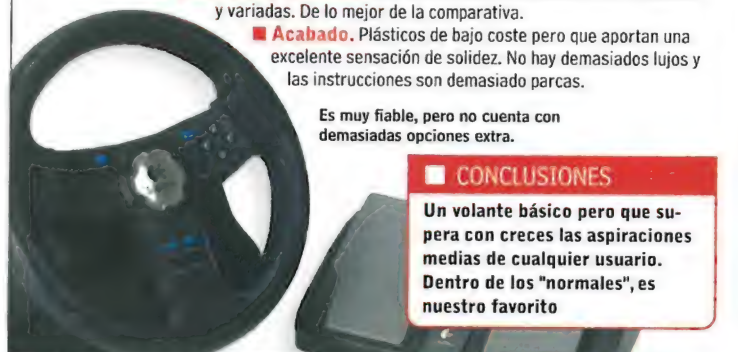 y variadas. De lo mejor de la comparativa.
■ Acabado. Plásticos de bajo coste pero que aportan una
excelente sensación de solidez. No hay demasiados lujos y
las instrucciones son demasiado parcas.
Es muy fiable, pero no cuenta con
demasiadas opciones extra.
CONCLUSIONES
Un volante básico pero que su-
pera con creces las aspiraciones
medias de cualquier usuario.
Dentro de los "normales", es
nuestro favorito